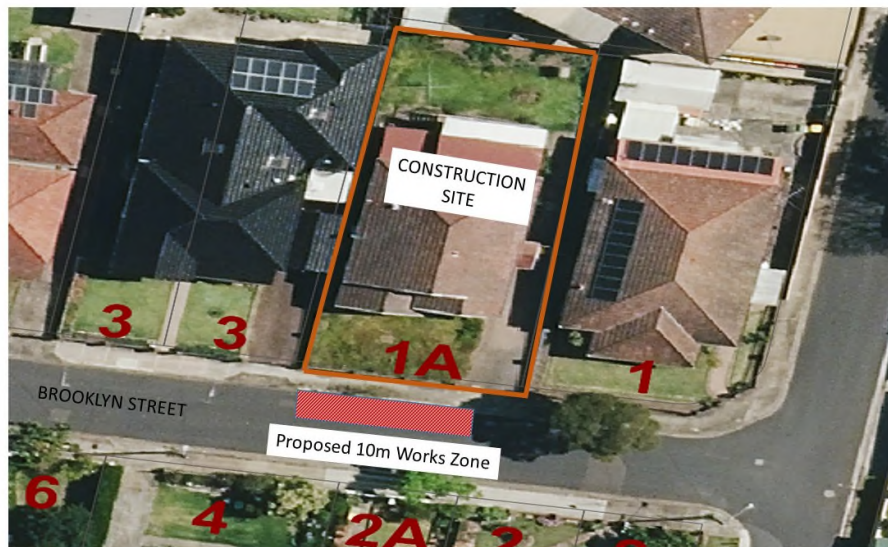 CONSTRUCTION
SITE
3
3
1A
1
BROOKLYN STREET
Proposed 10m Works Zone
6
4
2A
2